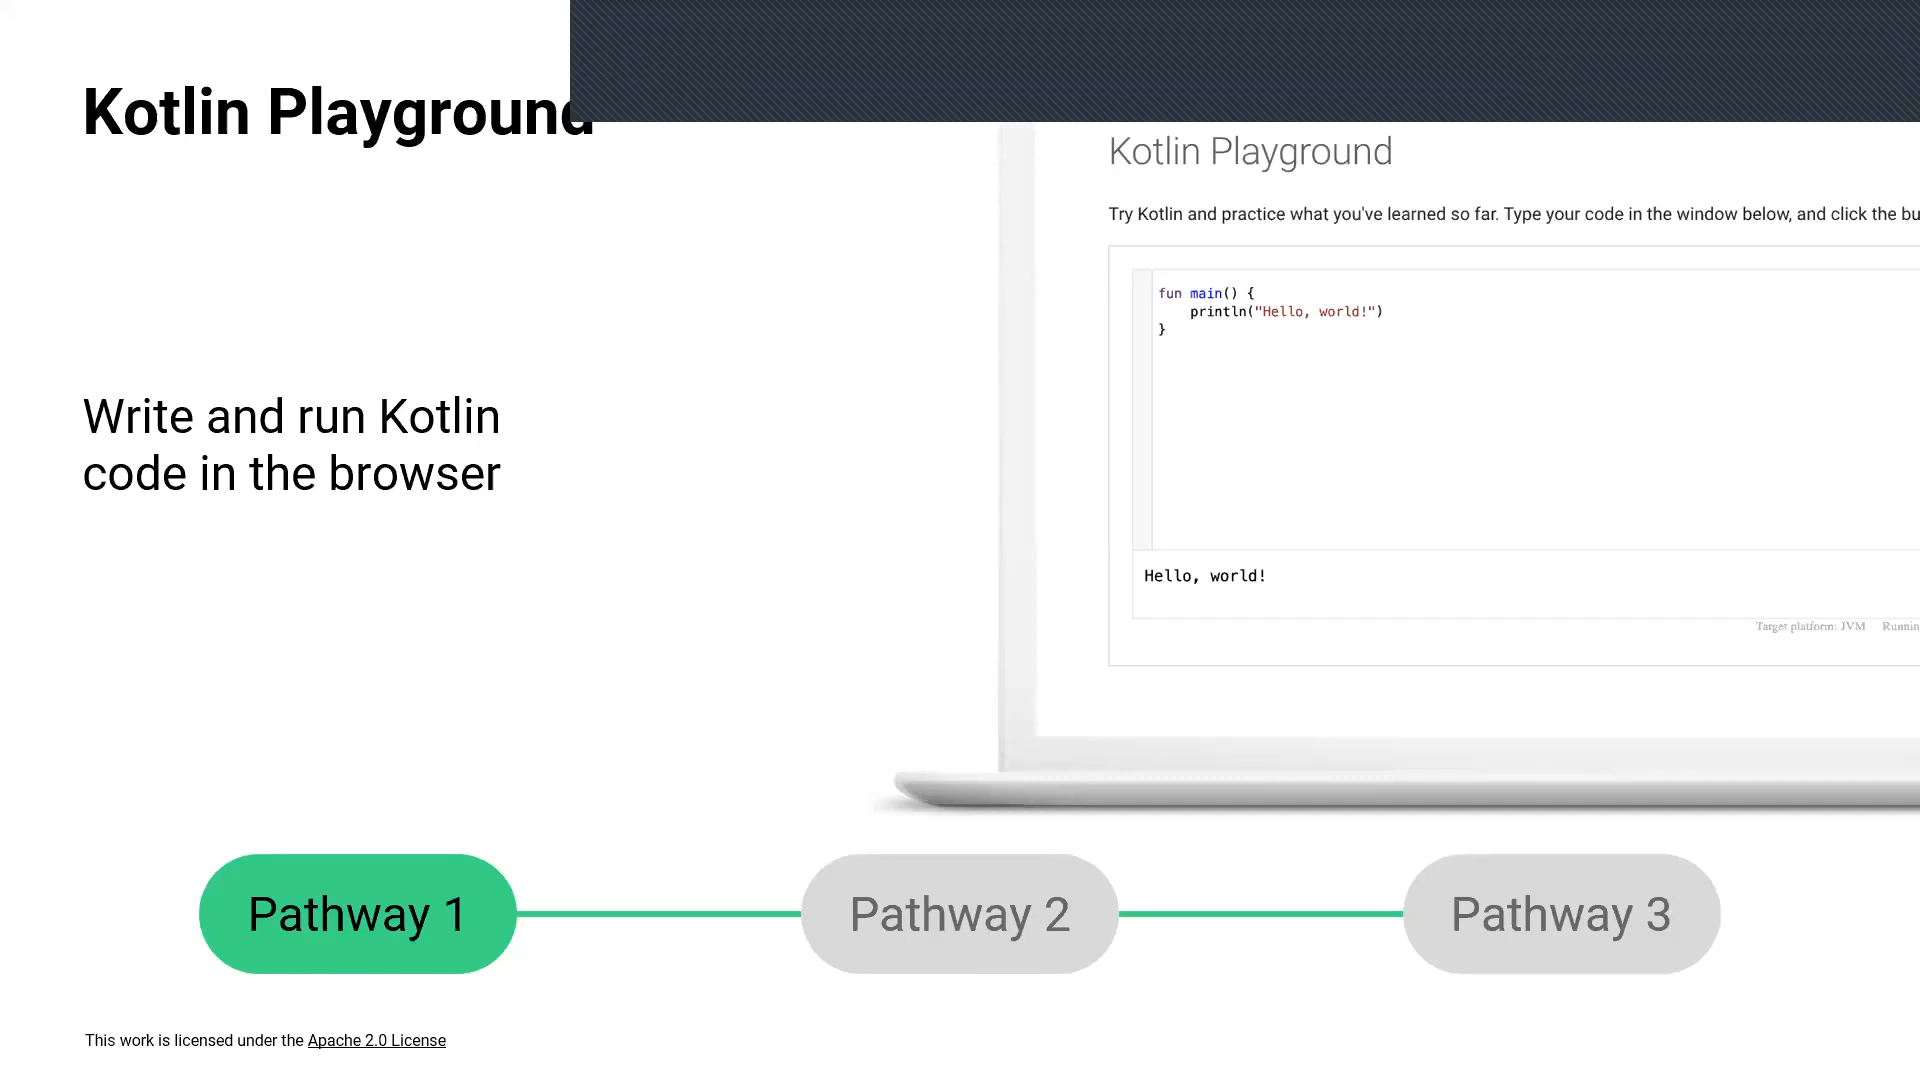 Kotlin Playground
Write and run Kotlin
code in the browser
Kotlin Playground
Try Kotlin and practice what you've learned so far. Type your code in the window below, and click the
fun main() {
    println("Hello, world!")
}
Hello, world!
Target platform: JVM
Pathway 1
Pathway 2
Pathway 3
This work is licensed under the Apache 2.0 License